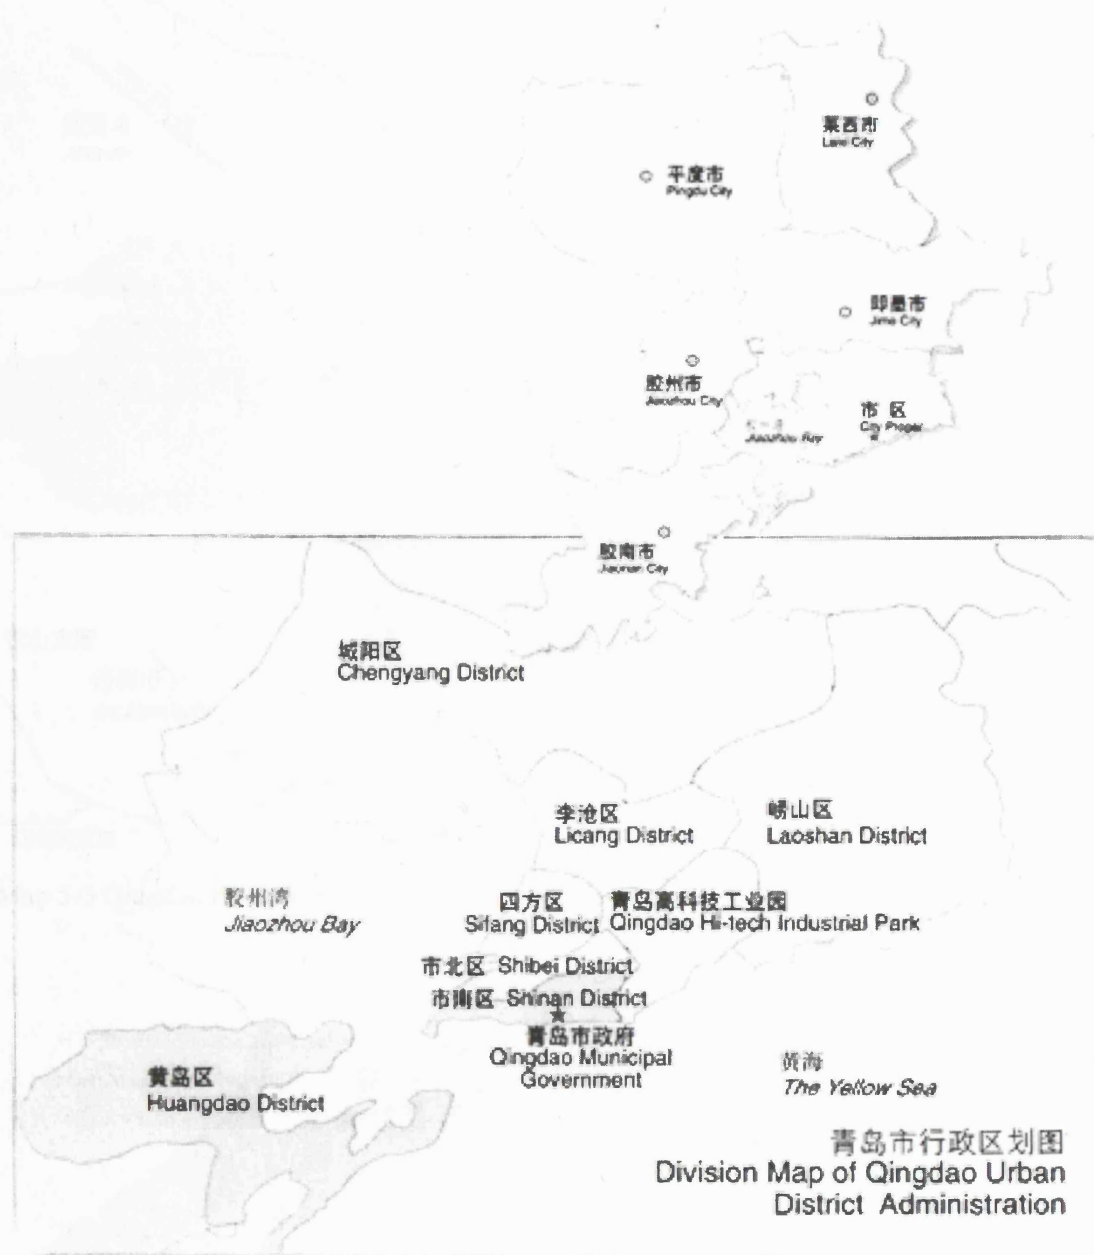 莱西市
Laixi City
平度市
Pingdu City
即墨市
Jimo City
胶州市
Jiaozhou City
市 区
City Proper
Jiaozhou Bay
胶南市
Jiaonan City
城阳区
Chengyang District
李沧区
Licang District
崂山区
Laoshan District
胶州湾
Jiaozhou Bay
四方区
Sifang District
青岛高科技工业园
Qingdao Hi-tech Industrial Park
市北区 Shibei District
市南区 Shinan District
青岛市政府
Qingdao Municipal
Government
黄岛区
Huangdao District
黄海
The Yellow Sea
青岛市行政区划图
Division Map of Qingdao Urban
District Administration